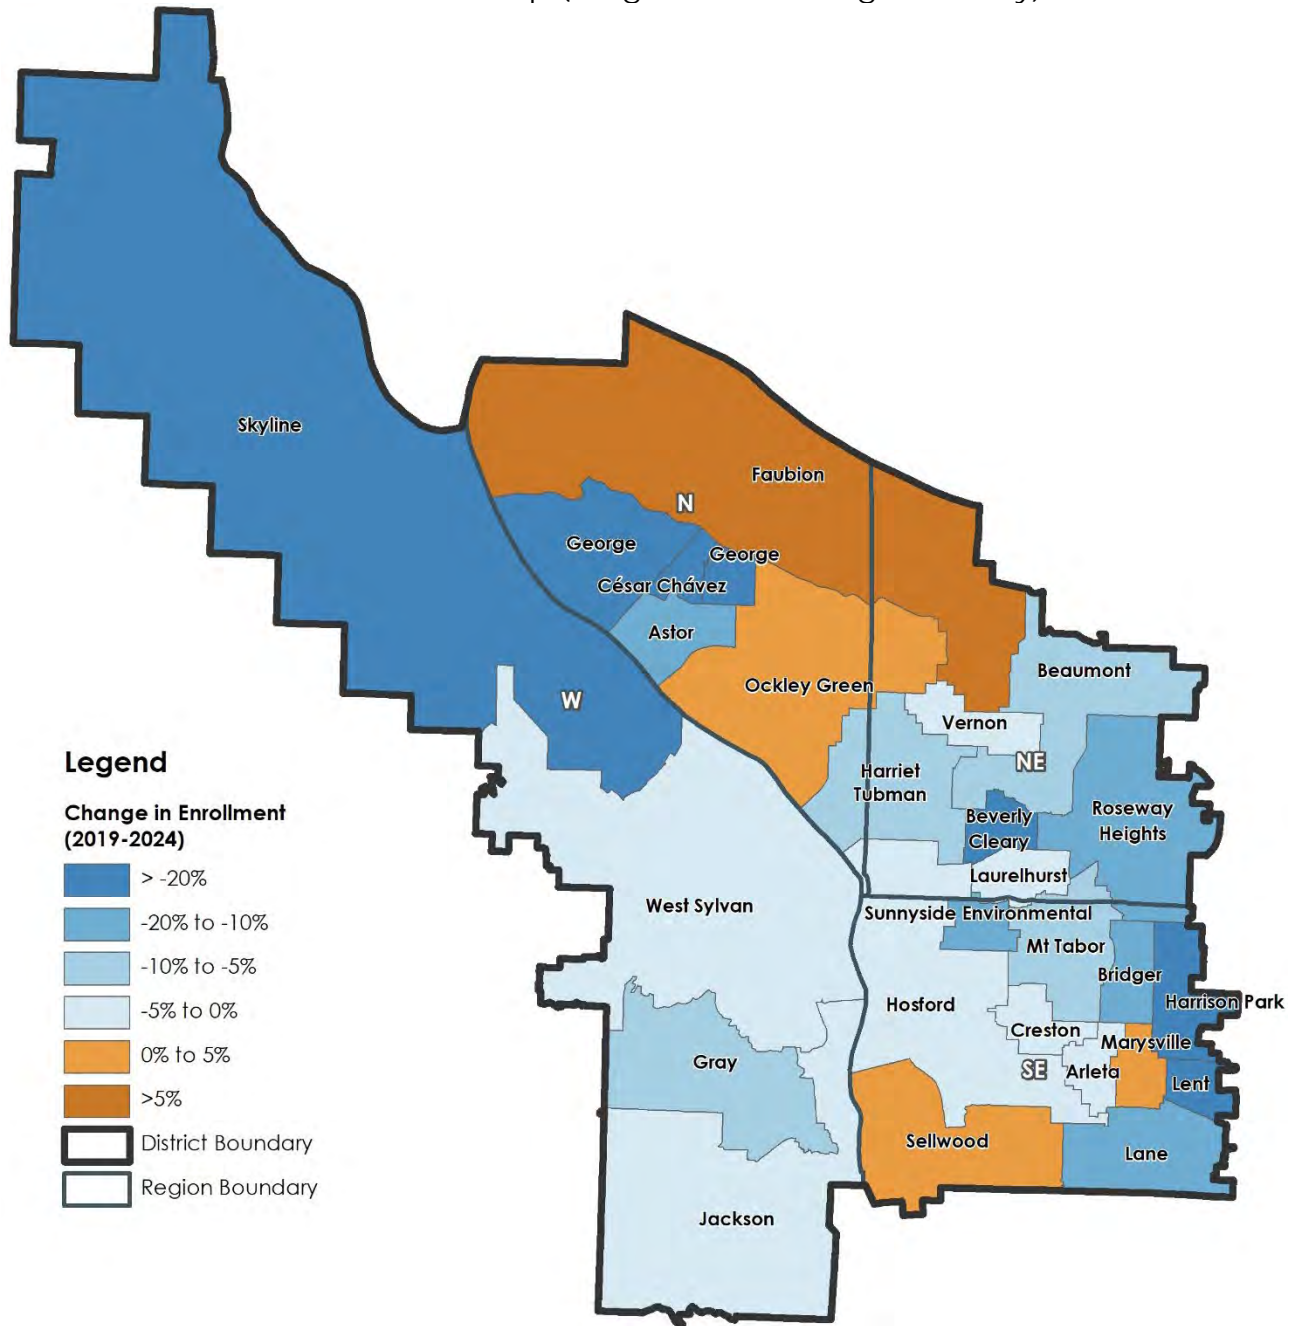 Skyline
Faubion
N
George
George
César Chávez
Astor
Beaumont
Ockley Green
W
Vernon
NE
Harriet
Tubman
Roseway
Heights
Beverly
Cleary
Laurelhurst
West Sylvan
Sunnyside Environmental
Mt Tabor
Bridger
Hosford
Harrison Park
Creston
Marysville
Gray
SE
Arleta
Lent
Sellwood
Lane
Jackson
Legend
Change in Enrollment
(2019-2024)
> -20%
-20% to -10%
-10% to -5%
-5% to 0%
0% to 5%
>5%
District Boundary
Region Boundary